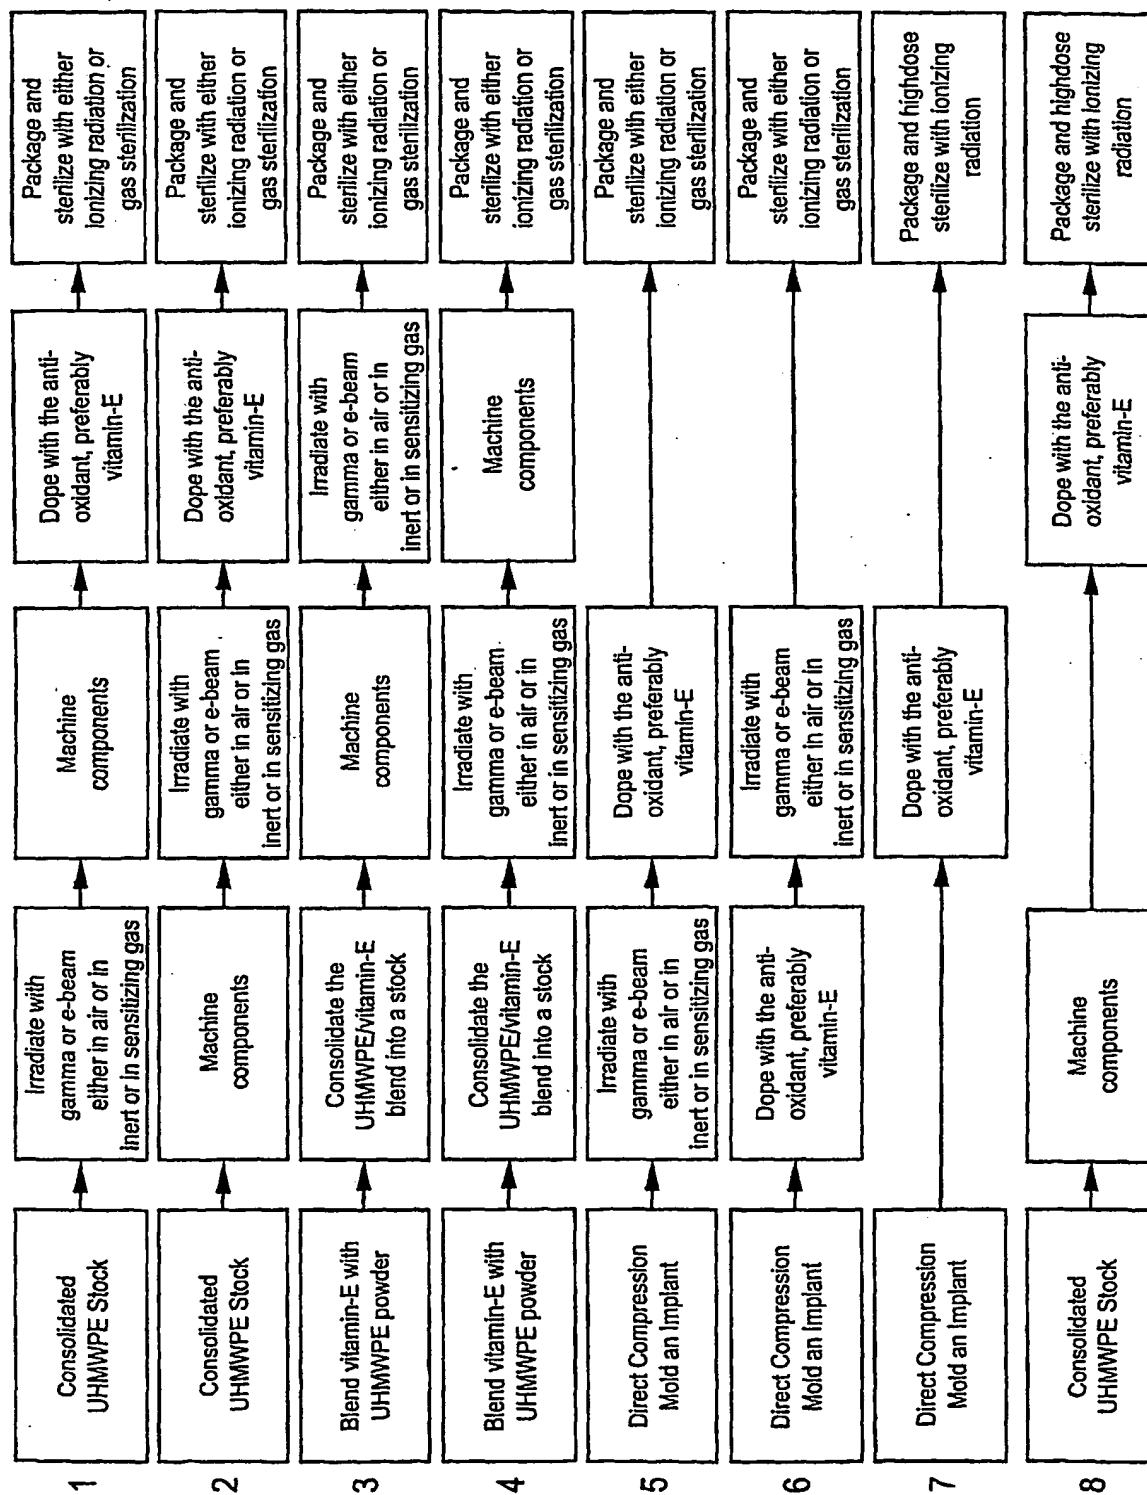 1
Consolidated
UHMWPE Stock
Irradiate with
gamma or e-beam
either in air or in
inert or in sensitizing gas
Machine
components
Dope with the anti-
oxidant, preferably
vitamin-E
Package and
sterilize with either
ionizing radiation or
gas sterilization
2
Consolidated
UHMWPE Stock
Machine
components
Irradiate with
gamma or e-beam
either in air or in
inert or in sensitizing gas
Dope with the anti-
oxidant, preferably
vitamin-E
Package and
sterilize with either
ionizing radiation or
gas sterilization
3
Blend vitamin-E with
UHMWPE powder
Consolidate the
UHMWPE/vitamin-E
blend into a stock
Machine
components
Irradiate with
gamma or e-beam
either in air or in
inert or in sensitizing gas
Package and
sterilize with either
ionizing radiation or
gas sterilization
4
Blend vitamin-E with
UHMWPE powder
Consolidate the
UHMWPE/vitamin-E
blend into a stock
Irradiate with
gamma or e-beam
either in air or in
inert or in sensitizing gas
Machine
components
Package and
sterilize with either
ionizing radiation or
gas sterilization
5
Direct Compression
Mold an Implant
Irradiate with
gamma or e-beam
either in air or in
inert or in sensitizing gas
Dope with the anti-
oxidant, preferably
vitamin-E
Package and
sterilize with either
ionizing radiation or
gas sterilization
6
Direct Compression
Mold an Implant
Dope with the anti-
oxidant, preferably
vitamin-E
Irradiate with
gamma or e-beam
either in air or in
inert or in sensitizing gas
Package and
sterilize with either
ionizing radiation or
gas sterilization
7
Direct Compression
Mold an Implant
Dope with the anti-
oxidant, preferably
vitamin-E
Package and highdose
sterilize with ionizing
radiation
8
Consolidated
UHMWPE Stock
Machine
components
Dope with the anti-
oxidant, preferably
vitamin-E
Package and highdose
sterilize with ionizing
radiation